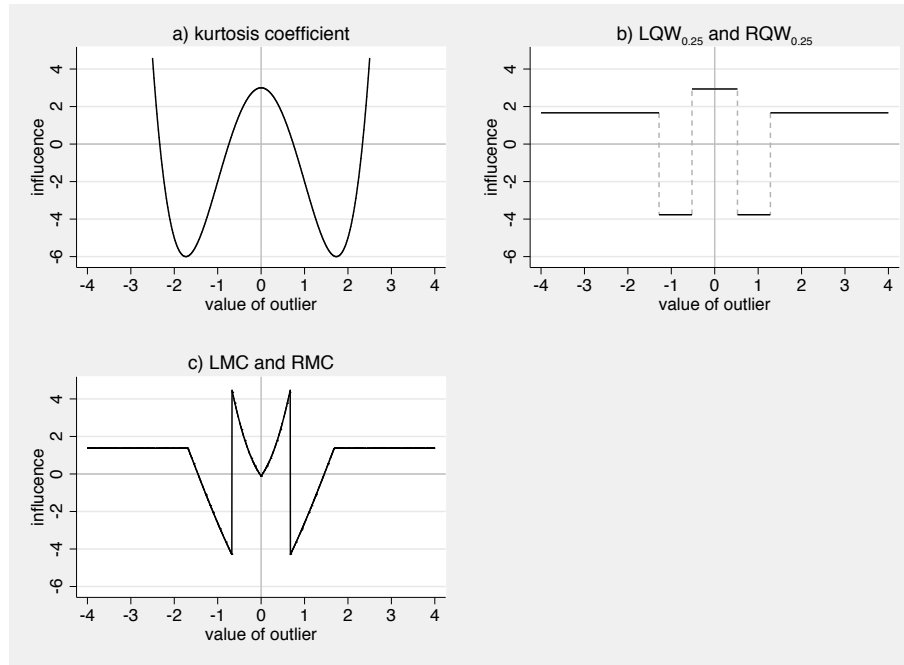 a) kurtosis coefficient
4
2
0
-2
-4
-6
influcence
-4 -3 -2 -1 0 1 2 3 4
value of outlier
b) LQW0.25 and RQW0.25
4
2
0
-2
-4
-6
influcence
-4 -3 -2 -1 0 1 2 3 4
value of outlier
c) LMC and RMC
4
2
0
-2
-4
-6
influcence
-4 -3 -2 -1 0 1 2 3 4
value of outlier